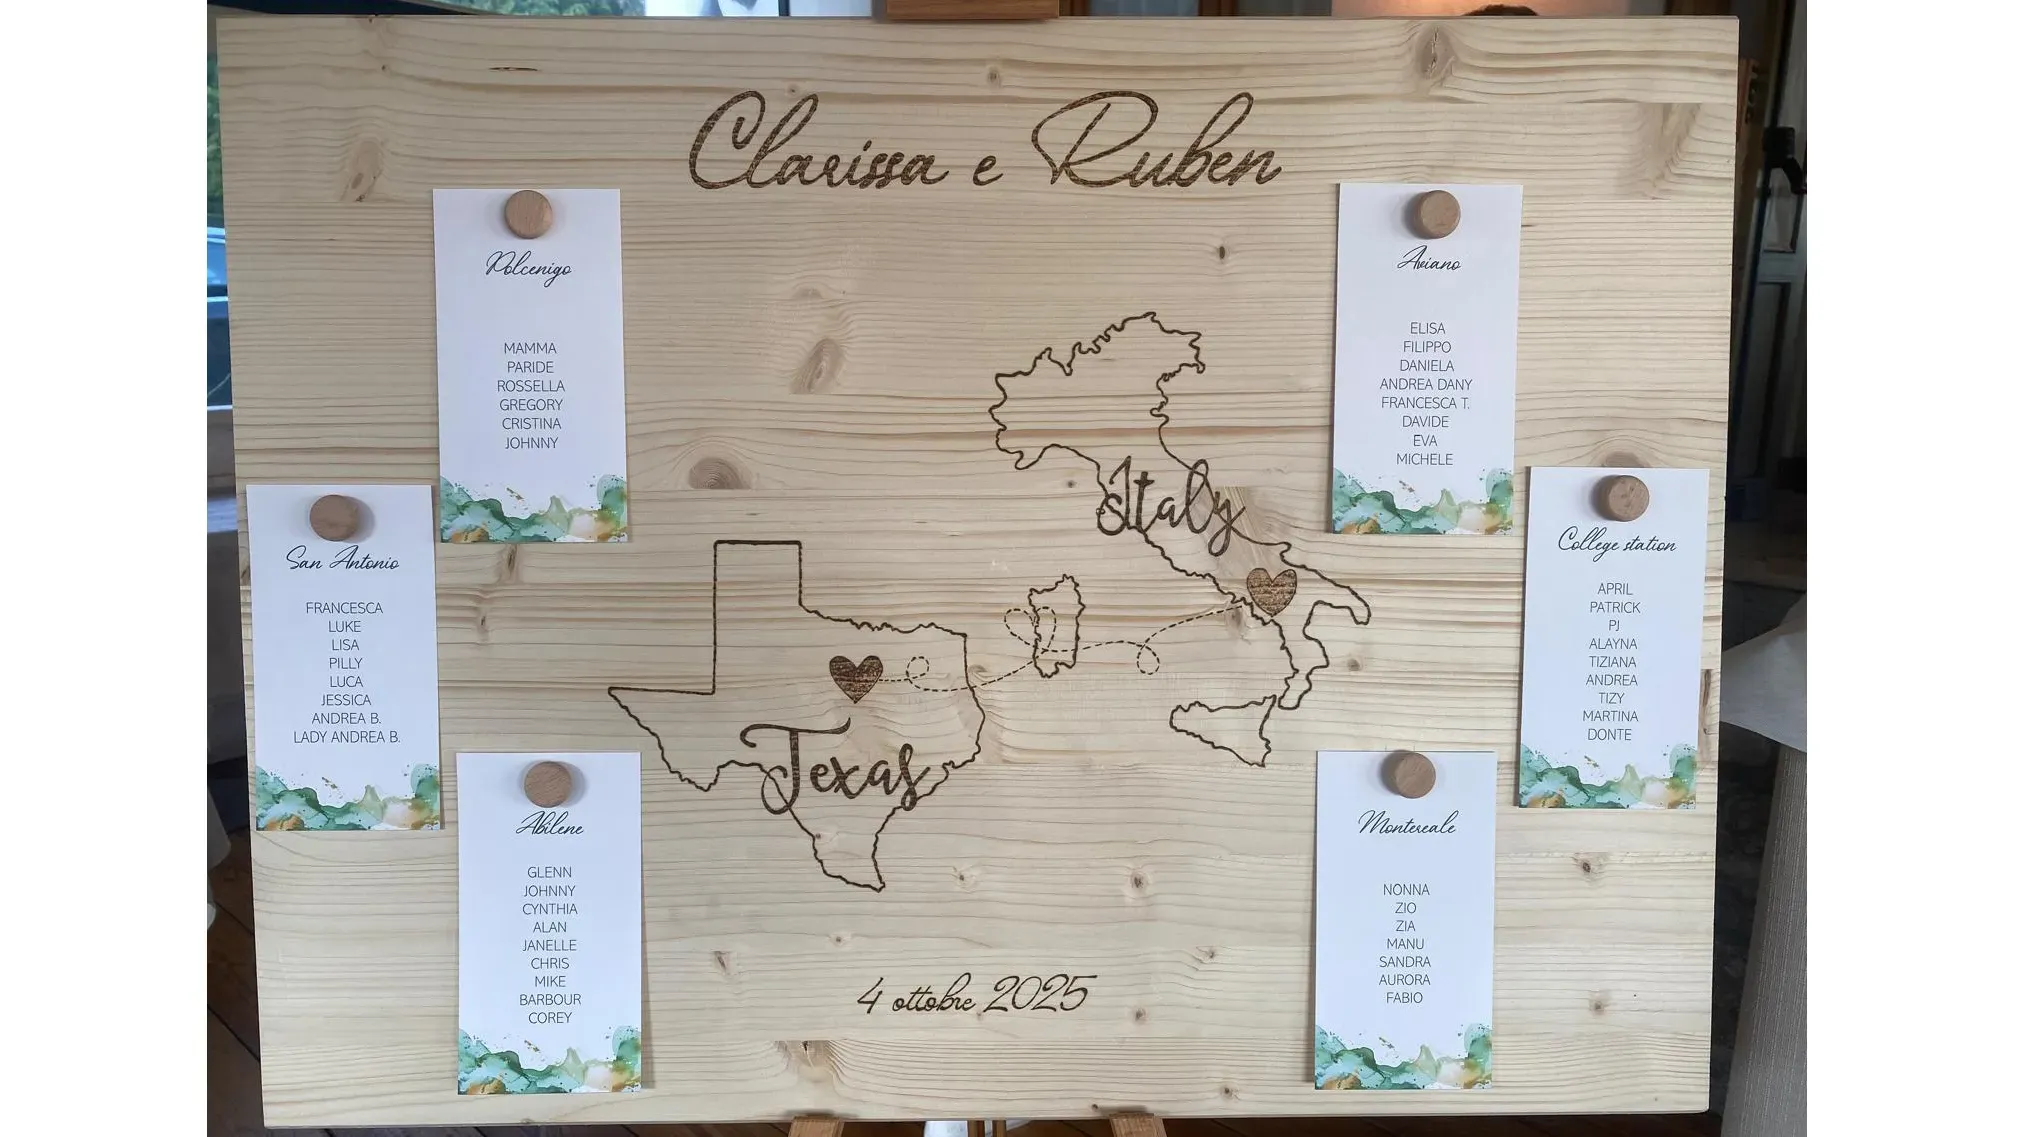 Clarissa e Ruben
Polcenigo
MAMMA
PARIDE
ROSSELLA
GREGORY
CRISTINA
JOHNNY
Aviano
ELISA
FILIPPO
DANIELA
ANDREA DANY
FRANCESCA T.
DAVIDE
EVA
MICHELE
San Antonio
FRANCESCA
LUKE
LISA
PILLY
LUCA
JESSICA
ANDREA B.
LADY ANDREA B.
Italy
Texas
College station
APRIL
PATRICK
PJ
ALAYNA
TIZIANA
ANDREA
TIZY
MARTINA
DONTE
Abilene
GLENN
JOHNNY
CYNTHIA
ALAN
JANELLE
CHRIS
MIKE
BARBOUR
COREY
Montereale
NONNA
ZIO
ZIA
MANU
SANDRA
AURORA
FABIO
4 ottobre 2025